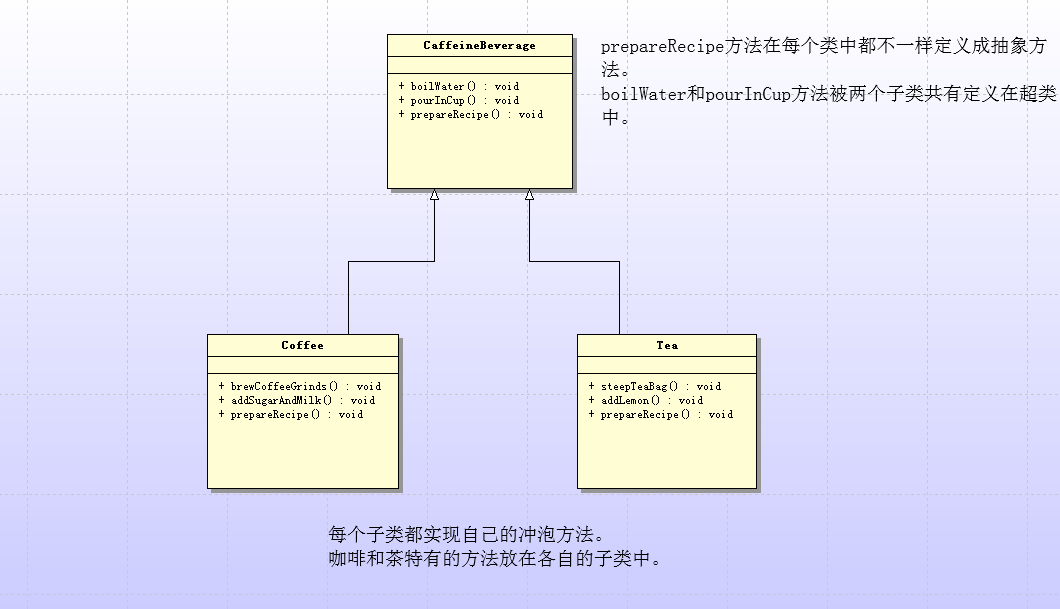 CaffeineBeverage
+ boilWater() : void
+ pourInCup() : void
+ prepareRecipe() : void
prepareRecipe方法在每个类中都不一样定义成抽象方
法。
boilWater和pourInCup方法被两个子类共有定义在超类
中。
Coffee
+ brewCoffeeGrinds() : void
+ addSugarAndMilk() : void
+ prepareRecipe() : void
Tea
+ steepTeaBag() : void
+ addLemon() : void
+ prepareRecipe() : void
每个子类都实现自己的冲泡方法。
咖啡和茶特有的方法放在各自的子类中。